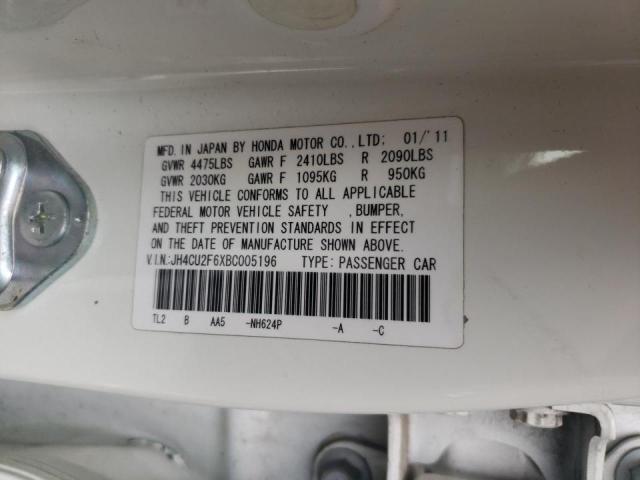 MFD. IN JAPAN BY HONDA MOTOR CO., LTD; 01/'11
GVWR 4475LBS GAWR F 2410LBS R 2090LBS
GVWR 2030KG GAWR F 1095KG R 950KG
THIS VEHICLE CONFORMS TO ALL APPLICABLE
FEDERAL MOTOR VEHICLE SAFETY , BUMPER,
AND THEFT PREVENTION STANDARDS IN EFFECT
ON THE DATE OF MANUFACTURE SHOWN ABOVE.
V.I.N.:JH4CU2F6XBC005196 TYPE: PASSENGER CAR
TL2 B AA5 -NH624P -A -C